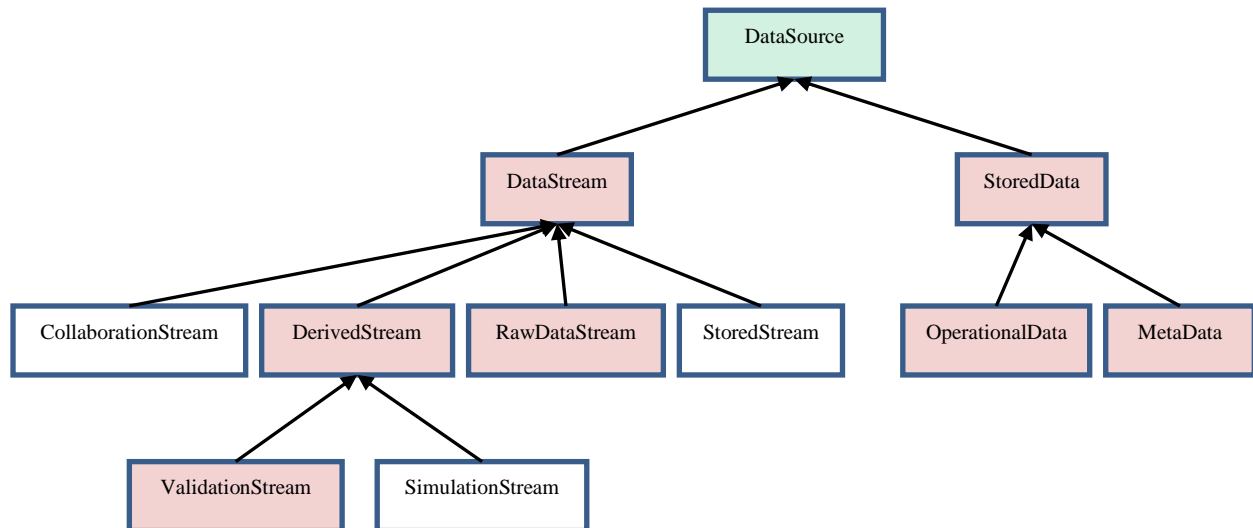 DataSource
DataStream
StoredData
CollaborationStream
DerivedStream
RawDataStream
StoredStream
OperationalData
MetaData
ValidationStream
SimulationStream